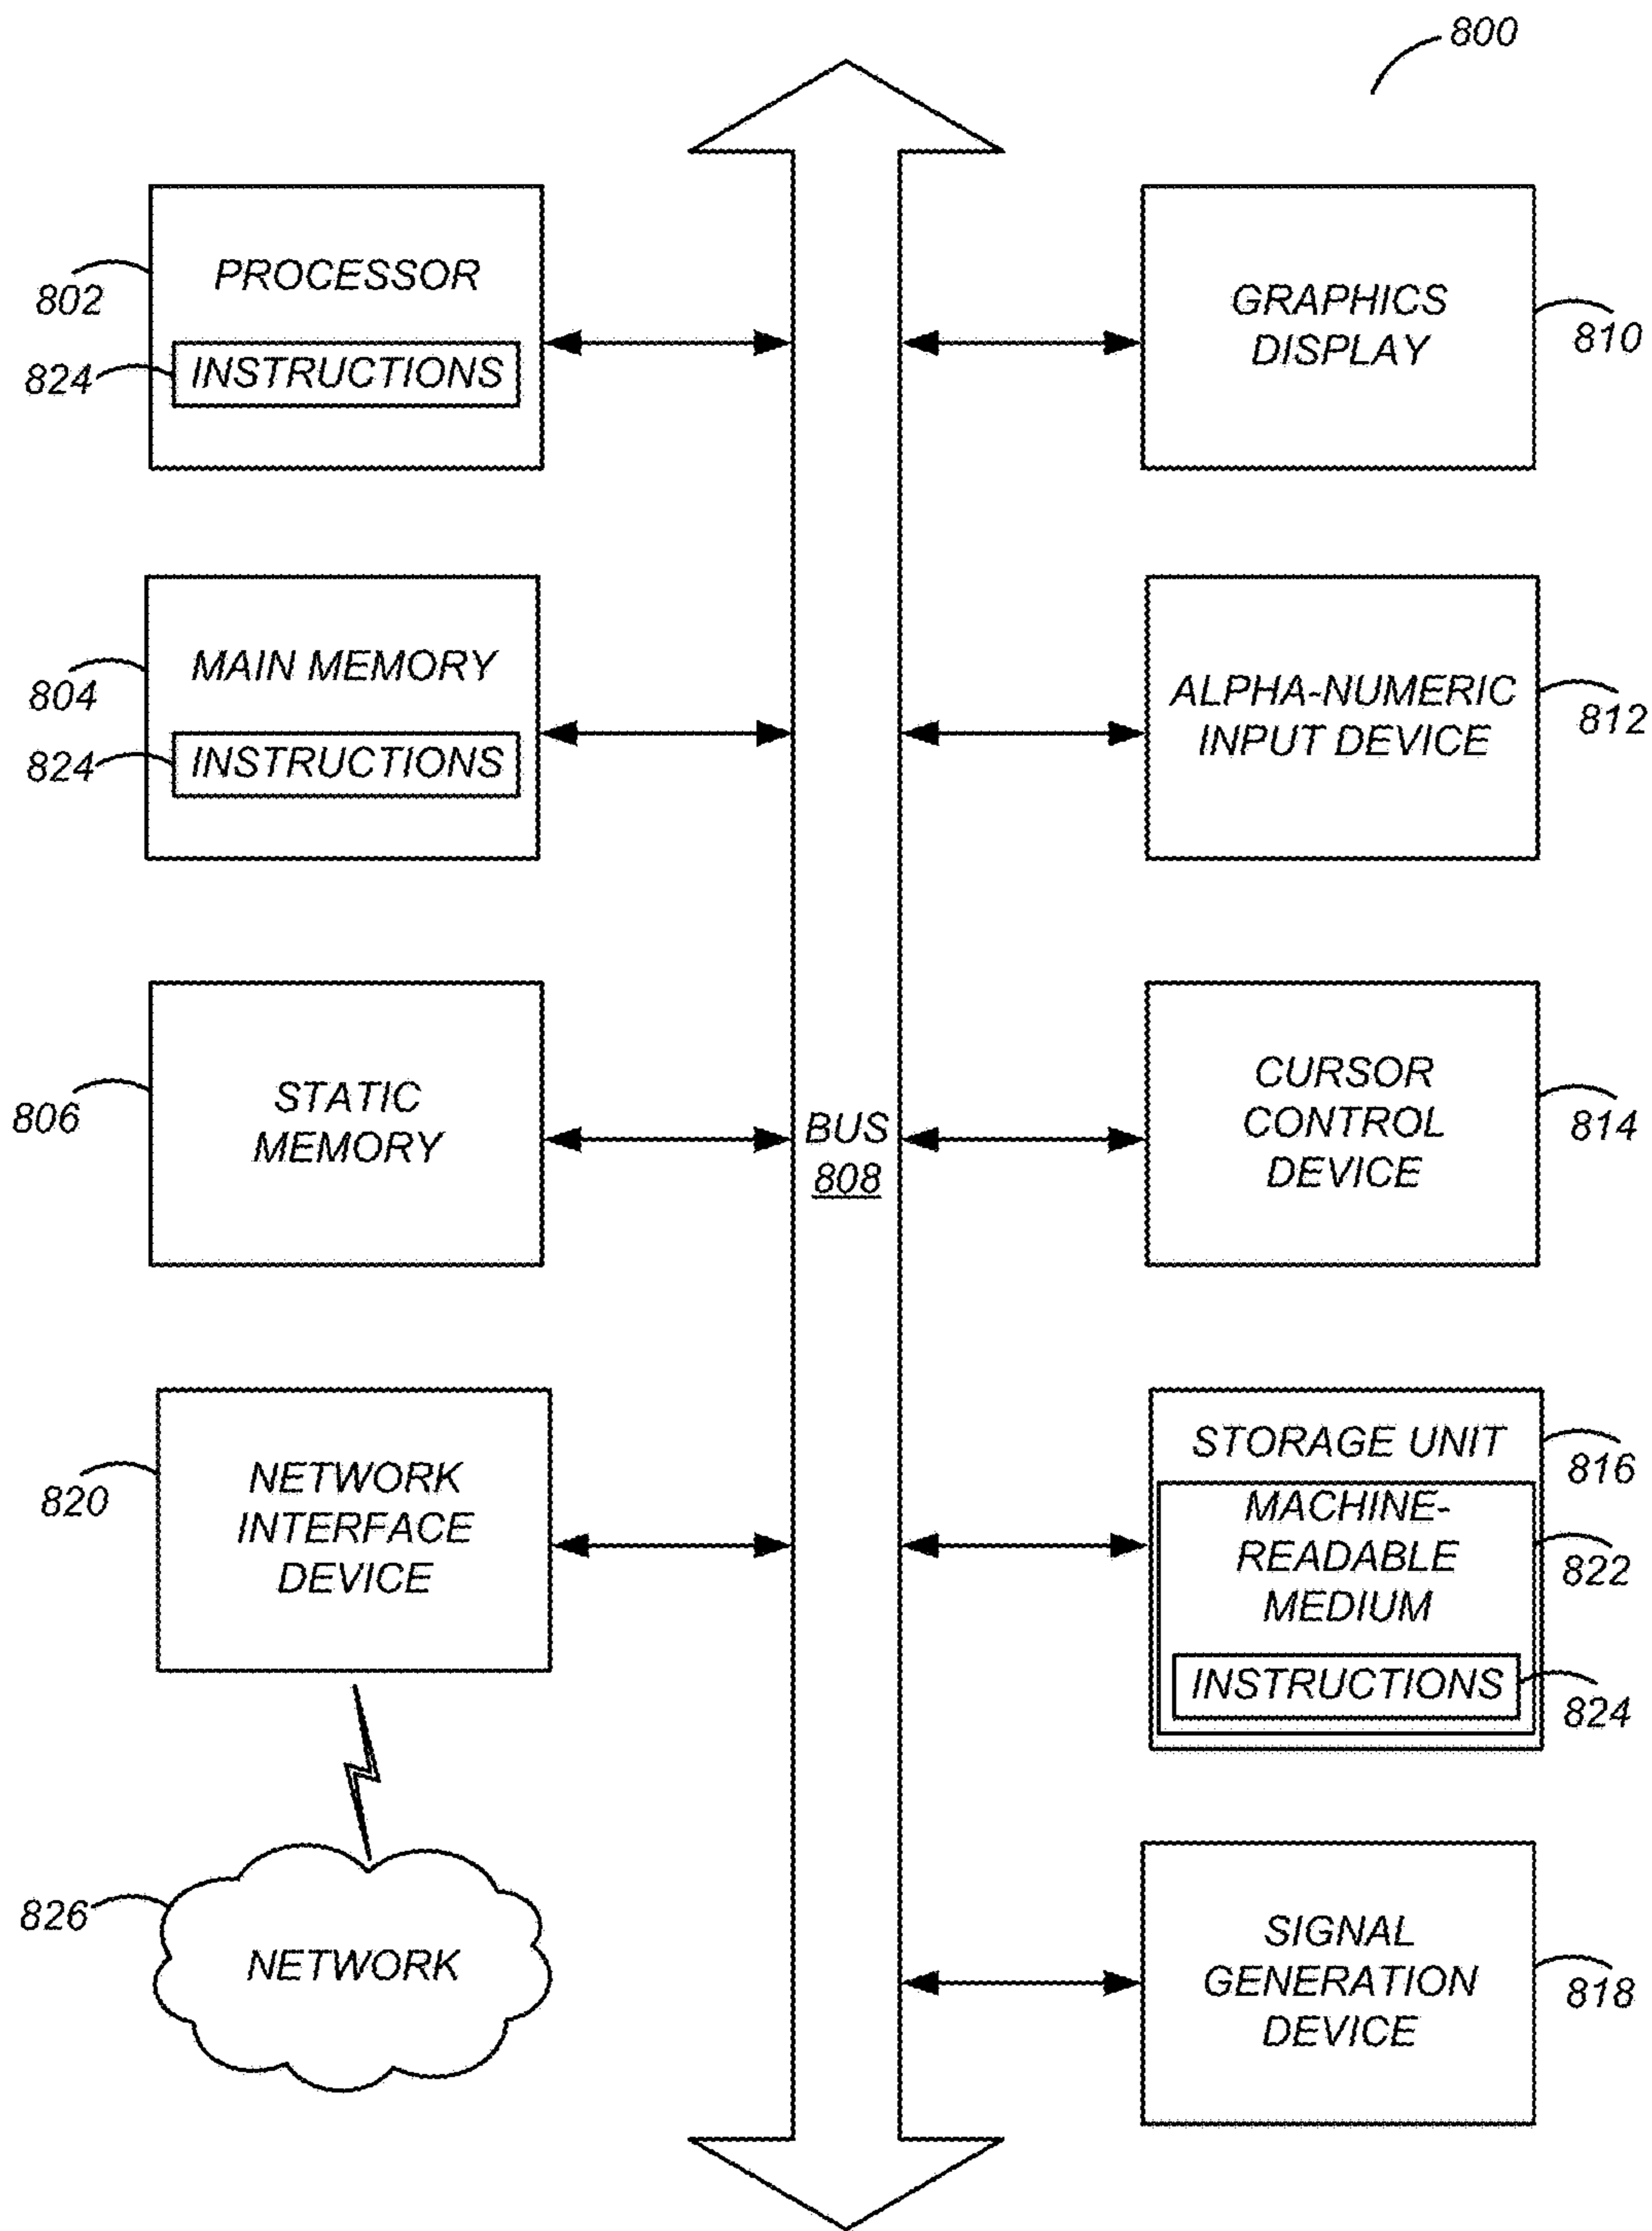 800
PROCESSOR
802
INSTRUCTIONS
824
MAIN MEMORY
804
INSTRUCTIONS
824
STATIC
MEMORY
806
NETWORK
INTERFACE
DEVICE
820
NETWORK
826
BUS
808
GRAPHICS
DISPLAY
810
ALPHA-NUMERIC
INPUT DEVICE
812
CURSOR
CONTROL
DEVICE
814
STORAGE UNIT
816
MACHINE-
READABLE
MEDIUM
822
INSTRUCTIONS
824
SIGNAL
GENERATION
DEVICE
818